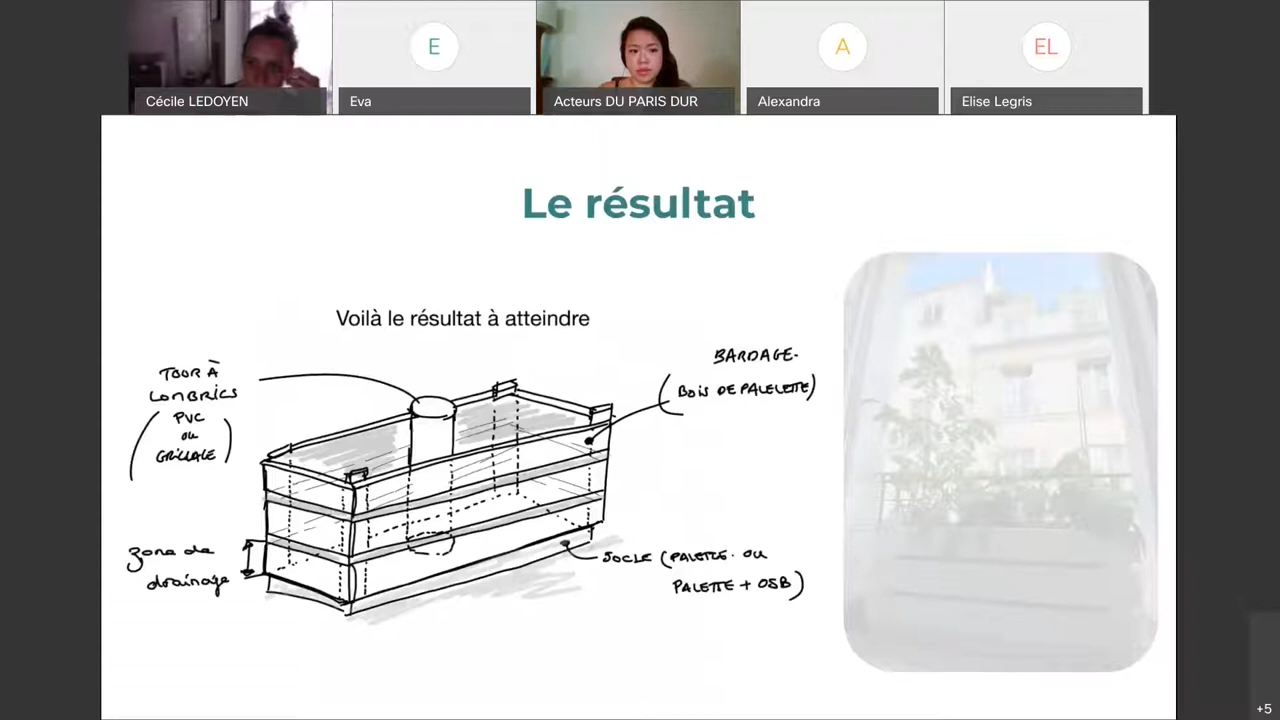 E
A
EL
Cécile LEDOYEN
Eva
Acteurs DU PARIS DUR
Alexandra
Elise Legris
Le résultat
Voilà le résultat à atteindre
TOUR À
LOMBRICS
(PVC
ou
GRILLAGE)
BARDAGE.
(BOIS DE PALELETTE)
zone de
drainage
SOCLE (PALETTE. OU
PALETTE + OSB)
+5